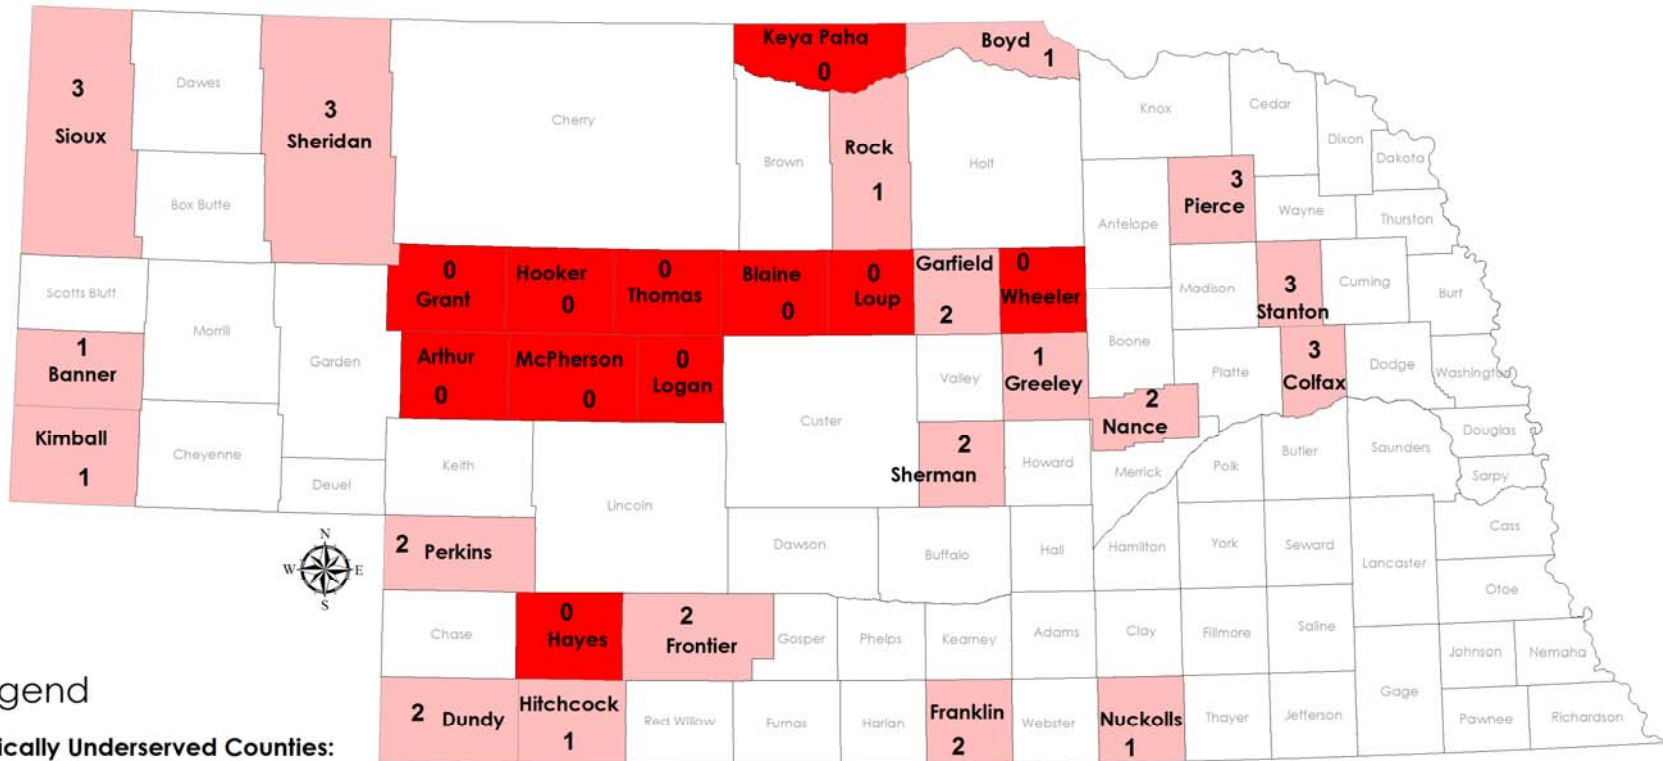 Keya Paha
0
Boyd
1
3
Sioux
Dawes
3
Sheridan
Cherry
Brown
Rock
1
Holt
Knox
Cedar
Dixon
Dakota
Box Butte
3
Pierce
Wayne
Thurston
Antelope
Scotts Bluff
Morrill
Garden
0
Grant
Hooker
0
0
Thomas
Blaine
0
0
Loup
Garfield
2
0
Wheeler
Madison
3
Stanton
Cuming
Burt
1
Banner
Arthur
0
McPherson
0
0
Logan
Custer
Valley
1
Greeley
Boone
Platte
3
Colfax
Dodge
Washington
Kimball
1
Cheyenne
Deuel
Keith
Lincoln
2
Sherman
Howard
2
Nance
Merrick
Polk
Butler
Saunders
Douglas
Sarpy
N
W
E
S
2 Perkins
Dawson
Buffalo
Hall
Hamilton
York
Seward
Lancaster
Cass
Otoe
Chase
0
Hayes
2
Frontier
Gosper
Phelps
Kearney
Adams
Clay
Fillmore
Saline
Johnson
Nemaha
gend
2 Dundy
Hitchcock
1
Red Willow
Furnas
Harlan
Franklin
2
Webster
Nuckolls
1
Thayer
Jefferson
Gage
Pawnee
Richardson
ically Underserved Counties: